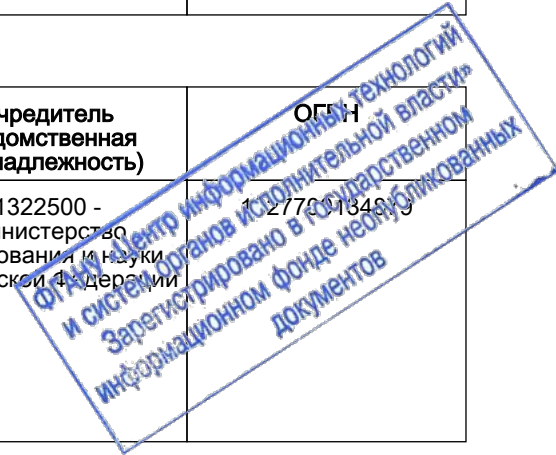 чредитель
домственная
надлежность)
ОГРН
1322500 -
нистерство
ования и науки
ской Федерации
ФГАНУ «Центр информационных технологий
и систем органов исполнительной власти»
Зарегистрировано в государственном
информационном фонде неопубликованных
документов